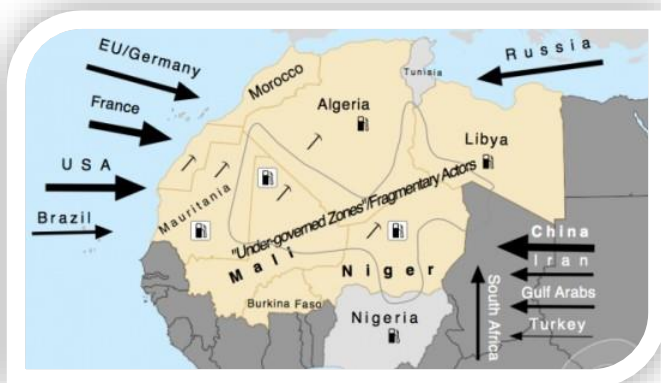 EU/Germany
Russia
Tunisia
Morocco
France
Algeria
Libya
USA
Mauritania
"Under-governed Zones"/Fragmentary Actors
Brazil
China
Mali
Niger
Iran
South Africa
Gulf Arabs
Burkina Faso
Nigeria
Turkey